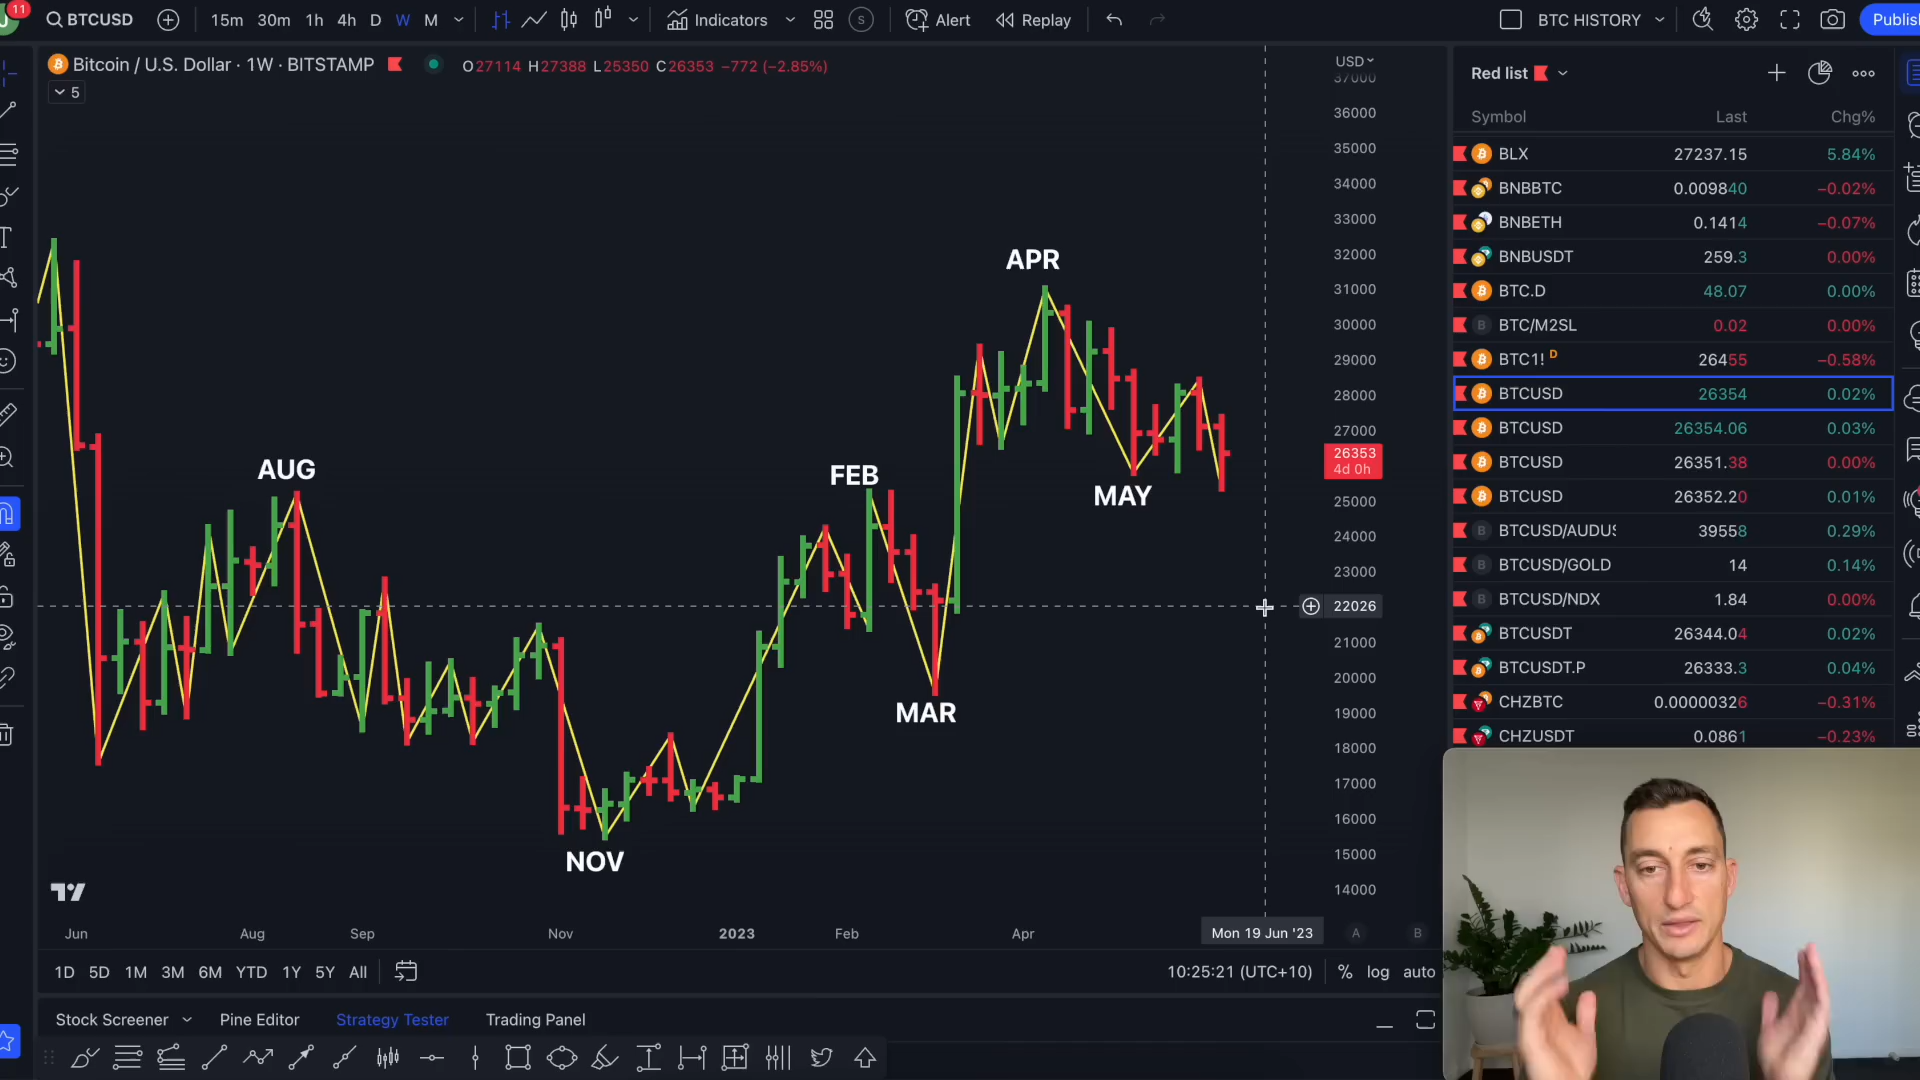 11
BTCUSD 15m 30m 1h 4h D W M Indicators S Alert Replay BTC HISTORY Publis
Bitcoin / U.S. Dollar · 1W · BITSTAMP O27114 H27388 L25350 C26353 −772 (−2.85%)
5
USD
37000
36000
35000
34000
33000
32000
31000
30000
29000
28000
27000
26353
4d 0h
25000
24000
23000
22026
21000
20000
19000
18000
17000
16000
15000
14000
APR
AUG
FEB
MAY
MAR
NOV
Jun Aug Sep Nov 2023 Feb Apr Mon 19 Jun '23 A B
1D 5D 1M 3M 6M YTD 1Y 5Y All 10:25:21 (UTC+10) % log auto
Stock Screener Pine Editor Strategy Tester Trading Panel
Red list
Symbol Last Chg%
BLX 27237.15 5.84%
BNBBTC 0.009840 −0.02%
BNBETH 0.1414 −0.07%
BNBUSDT 259.3 0.00%
BTC.D 48.07 0.00%
B BTC/M2SL 0.02 0.00%
BTC1! D 26455 −0.58%
BTCUSD 26354 0.02%
BTCUSD 26354.06 0.03%
BTCUSD 26351.38 0.00%
BTCUSD 26352.20 0.01%
B BTCUSD/AUDUS 39558 0.29%
B BTCUSD/GOLD 14 0.14%
B BTCUSD/NDX 1.84 0.00%
BTCUSDT 26344.04 0.02%
BTCUSDT.P 26333.3 0.04%
CHZBTC 0.00000326 −0.31%
CHZUSDT 0.0861 −0.23%